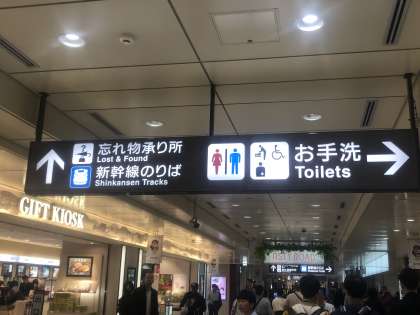 忘れ物承り所
Lost & Found
新幹線のりば
Shinkansen Tracks
お手洗
Toilets
GIFT KIOSK